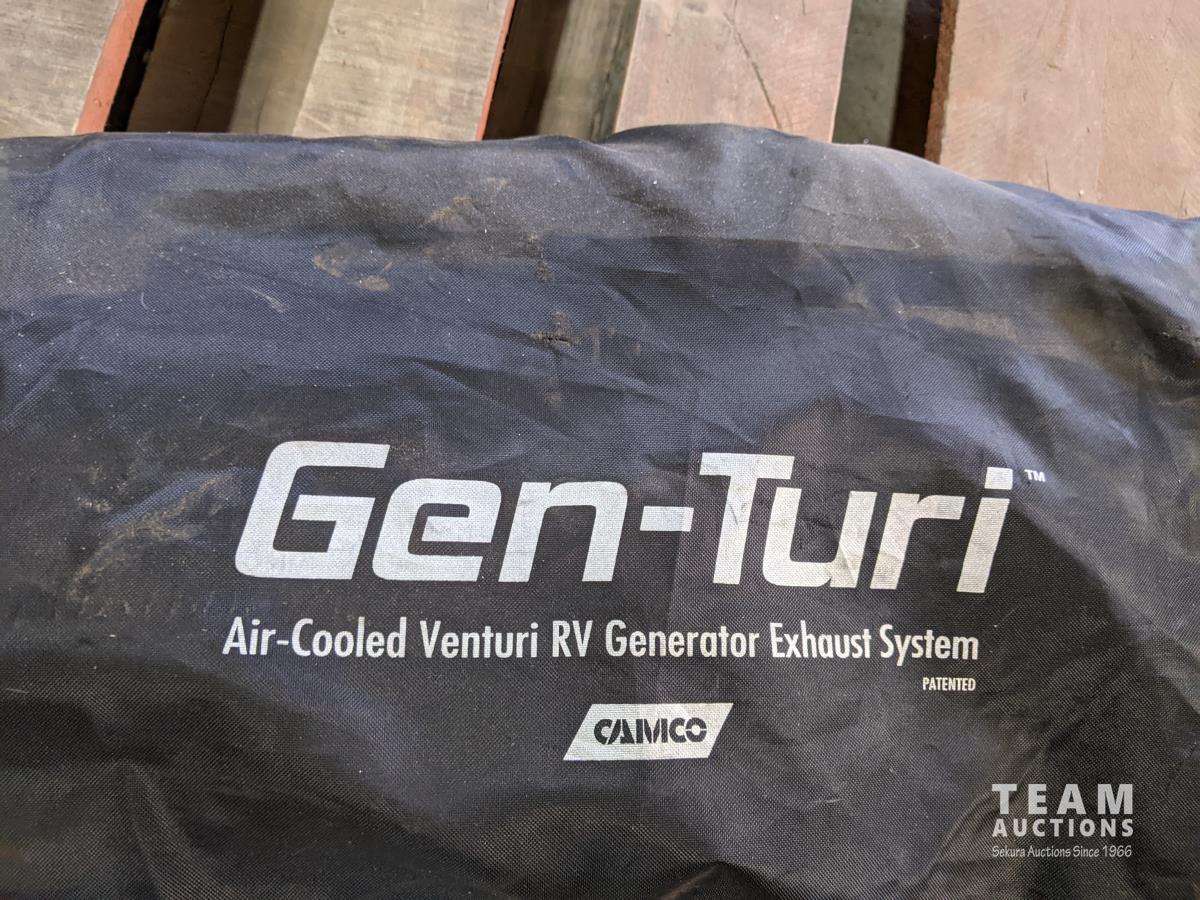 Gen-Turi™
Air-Cooled Venturi RV Generator Exhaust System
PATENTED
CAMCO
TEAM
AUCTIONS
Sekura Auctions Since 1966